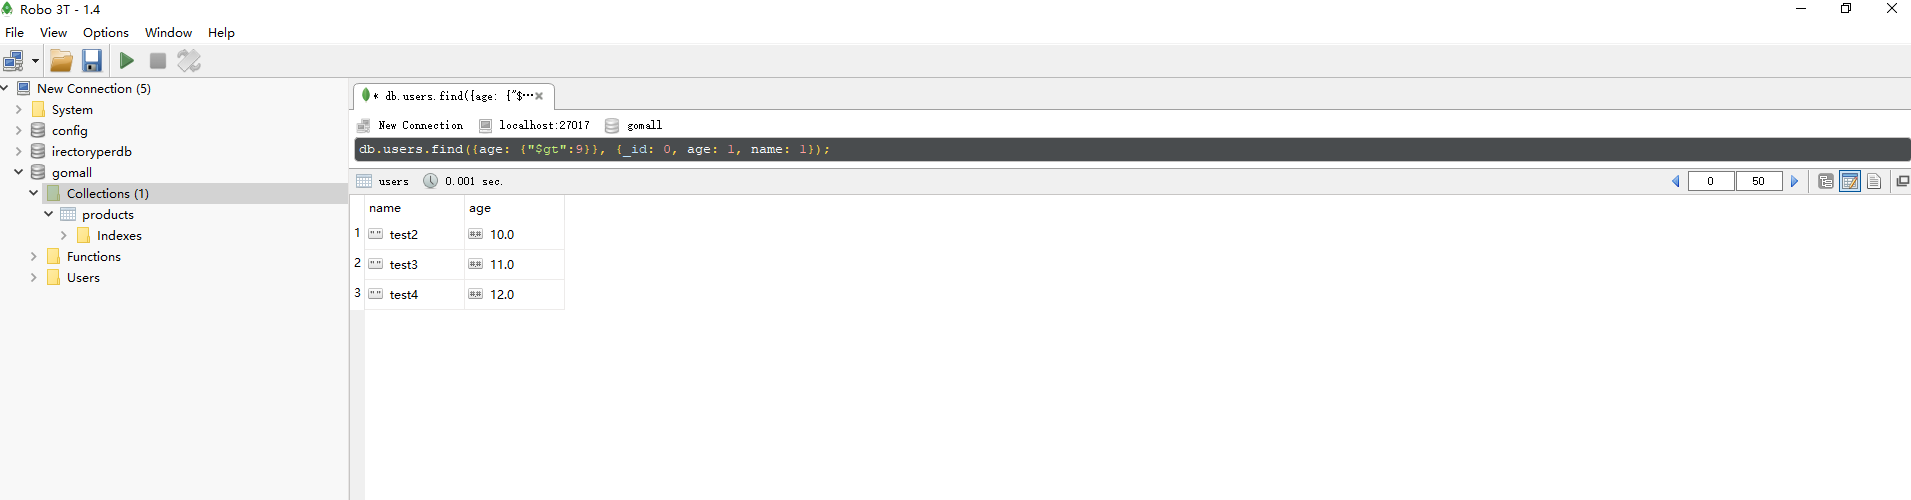 Robo 3T - 1.4
File View Options Window Help
New Connection (5)
System
config
irectoryperdb
gomall
Collections (1)
products
Indexes
Functions
Users
* db.users.find({age: {"$⋯
New Connection localhost:27017 gomall
db.users.find({age: {"$gt":9}}, {_id: 0, age: 1, name: 1});
users 0.001 sec.
0 50
name age
1 "" test2 ## 10.0
2 "" test3 ## 11.0
3 "" test4 ## 12.0